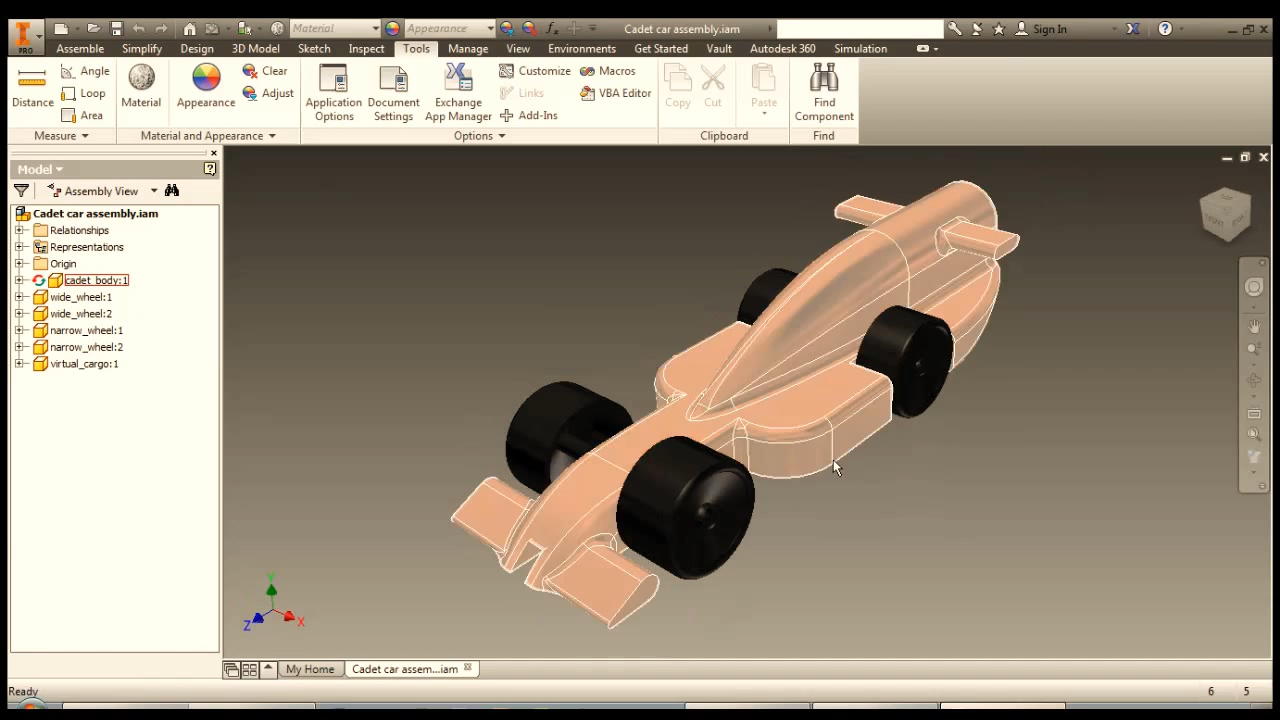 Material Appearance Cadet car assembly.iam Sign In
PRO Assemble Simplify Design 3D Model Sketch Inspect Tools Manage View Environments Get Started Vault Autodesk 360 Simulation
Angle Clear Customize Macros
Loop Adjust Links VBA Editor
Distance Area Material Appearance Application Options Document Settings Exchange App Manager Add-Ins Copy Cut Paste Find Component
Measure Material and Appearance Options Clipboard Find
Model
Assembly View
Cadet car assembly.iam
Relationships
Representations
Origin
cadet_body:1
wide_wheel:1
wide_wheel:2
narrow_wheel:1
narrow_wheel:2
virtual_cargo:1
Y
Z X
My Home Cadet car assem...iam
Ready 6 5